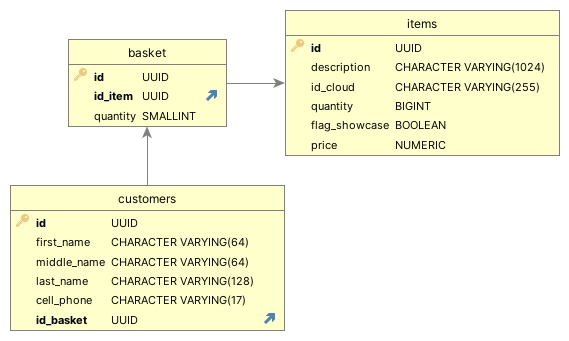 basket
id UUID
id_item UUID
quantity SMALLINT
items
id UUID
description CHARACTER VARYING(1024)
id_cloud CHARACTER VARYING(255)
quantity BIGINT
flag_showcase BOOLEAN
price NUMERIC
customers
id UUID
first_name CHARACTER VARYING(64)
middle_name CHARACTER VARYING(64)
last_name CHARACTER VARYING(128)
cell_phone CHARACTER VARYING(17)
id_basket UUID